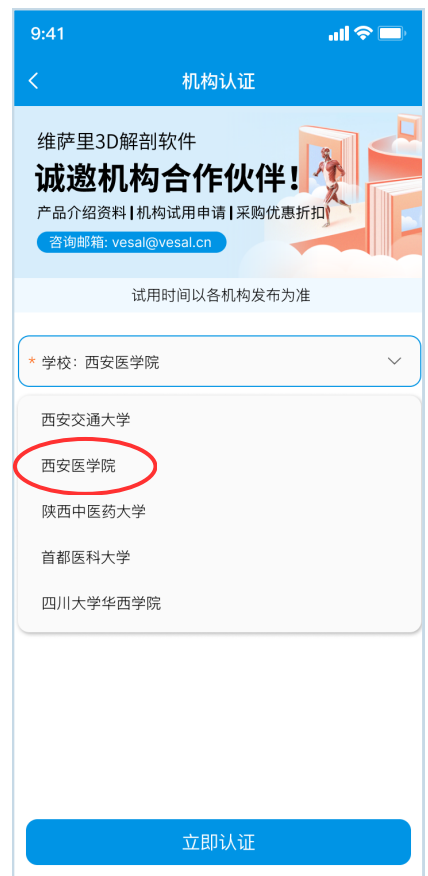 9:41
机构认证
维萨里3D解剖软件
诚邀机构合作伙伴!
产品介绍资料|机构试用申请|采购优惠折扣
咨询邮箱: vesal@vesal.cn
试用时间以各机构发布为准
* 学校: 西安医学院
西安交通大学
西安医学院
陕西中医药大学
首都医科大学
四川大学华西学院
立即认证